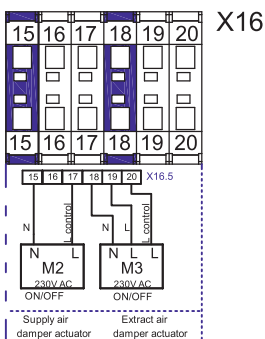 X16
15 16 17 18 19 20
15 16 17 18 19 20
15 16 17 18 19 20 X16.5
N L control N L L control
N L N L L
M2 M3
230V AC 230V AC
ON/OFF ON/OFF
Supply air Extract air
damper actuator damper actuator